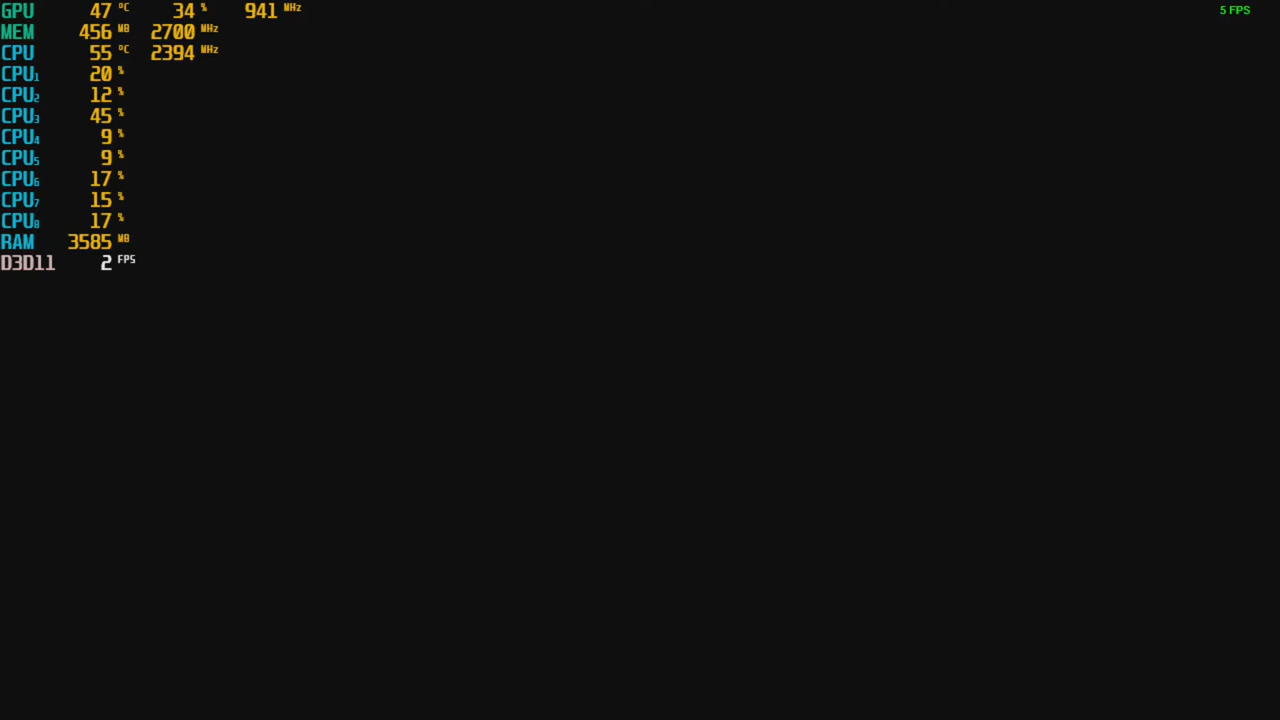 GPU 47 °C 34 % 941 MHz 5 FPS
MEM 456 MB 2700 MHz
CPU 55 °C 2394 MHz
CPU1 20 %
CPU2 12 %
CPU3 45 %
CPU4 9 %
CPU5 9 %
CPU6 17 %
CPU7 15 %
CPU8 17 %
RAM 3585 MB
D3D11 2 FPS